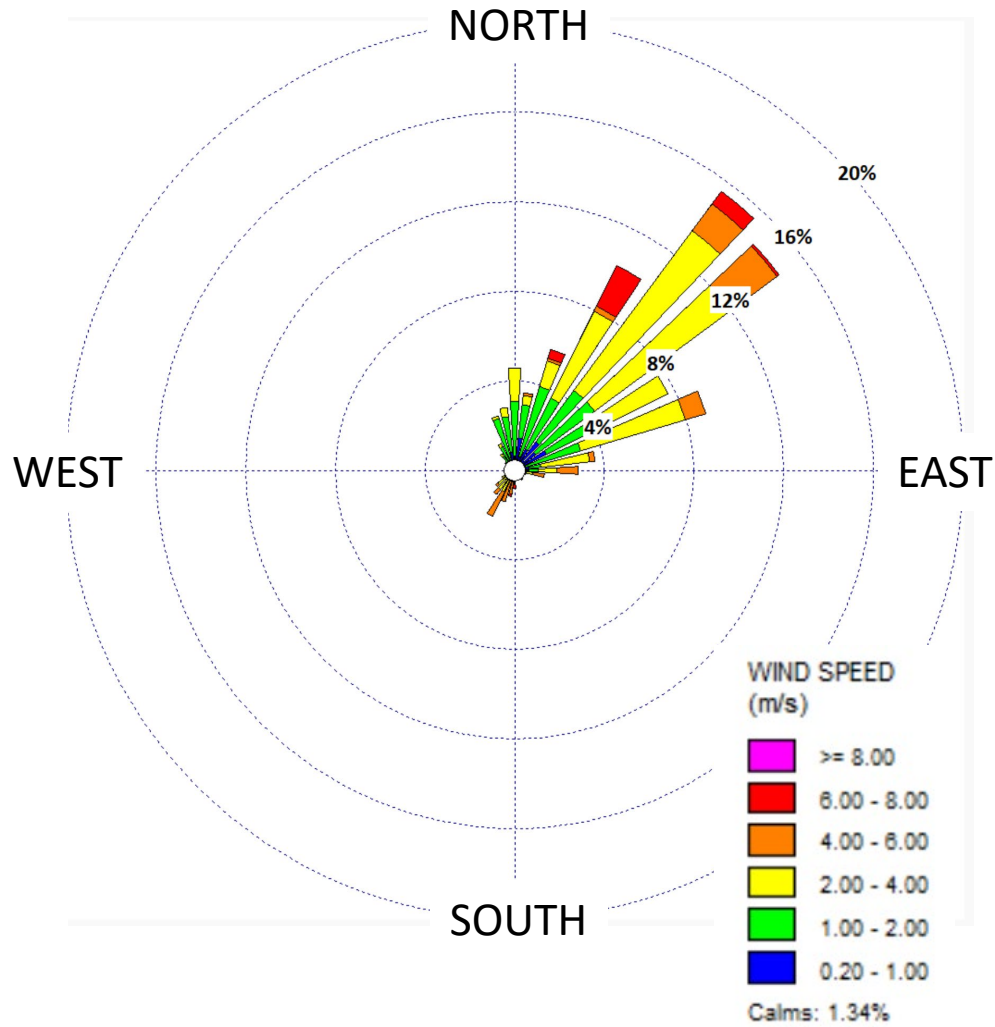 NORTH
20%
16%
12%
8%
4%
WEST
EAST
WIND SPEED
(m/s)
>= 8.00
6.00 - 8.00
4.00 - 6.00
2.00 - 4.00
1.00 - 2.00
0.20 - 1.00
Calms: 1.34%
SOUTH